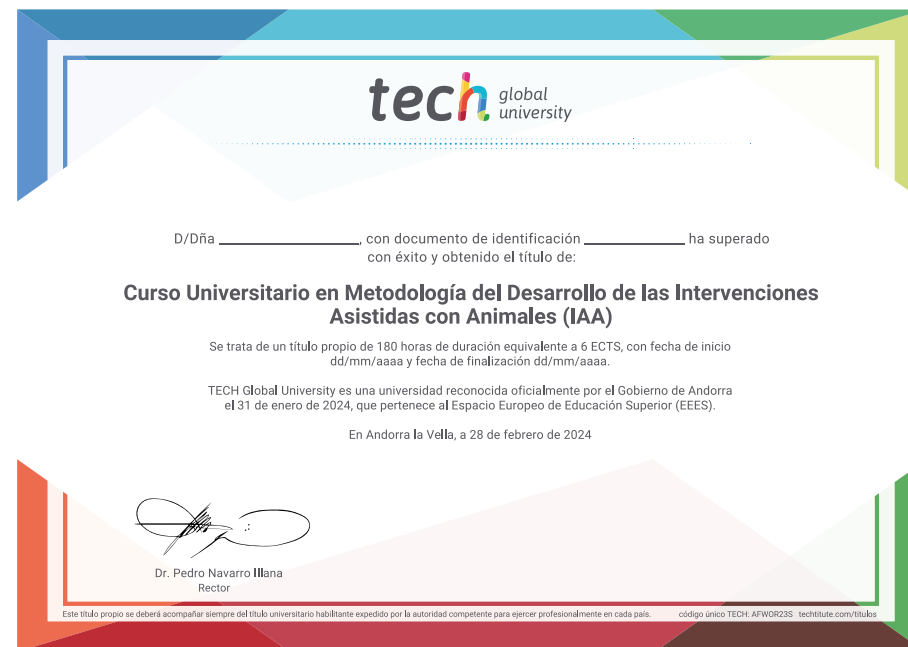 tech global university
D/Dña ____________________, con documento de identificación ______________ ha superado
con éxito y obtenido el título de:
Curso Universitario en Metodología del Desarrollo de las Intervenciones
Asistidas con Animales (IAA)
Se trata de un título propio de 180 horas de duración equivalente a 6 ECTS, con fecha de inicio
dd/mm/aaaa y fecha de finalización dd/mm/aaaa.
TECH Global University es una universidad reconocida oficialmente por el Gobierno de Andorra
el 31 de enero de 2024, que pertenece al Espacio Europeo de Educación Superior (EEES).
En Andorra la Vella, a 28 de febrero de 2024
Dr. Pedro Navarro Illana
Rector
Este título propio se deberá acompañar siempre del título universitario habilitante expedido por la autoridad competente para ejercer profesionalmente en cada país. código único TECH: AFWOR23S techtitute.com/titulos